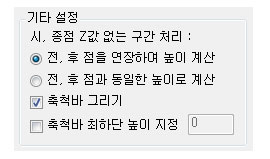 기타 설정
시, 종점 Z값 없는 구간 처리 :
전, 후 점을 연장하여 높이 계산
전, 후 점과 동일한 높이로 계산
축척바 그리기
축척바 최하단 높이 지정 0